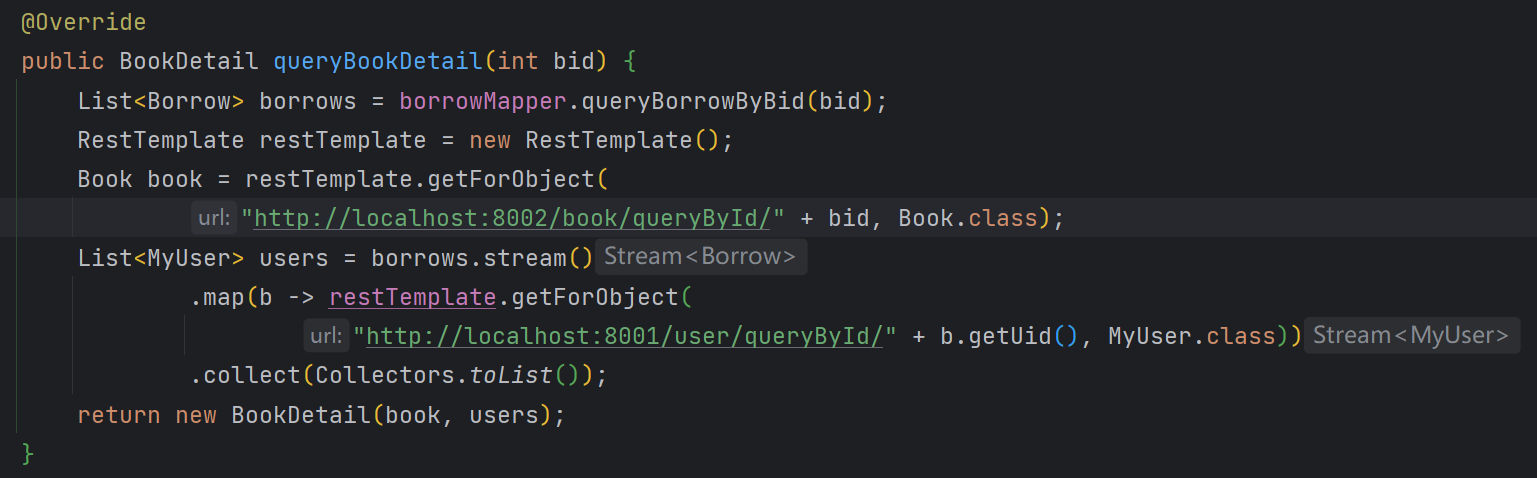 @Override
public BookDetail queryBookDetail(int bid) {
List<Borrow> borrows = borrowMapper.queryBorrowByBid(bid);
RestTemplate restTemplate = new RestTemplate();
Book book = restTemplate.getForObject(
url: "http://localhost:8002/book/queryById/" + bid, Book.class);
List<MyUser> users = borrows.stream() Stream<Borrow>
.map(b -> restTemplate.getForObject(
url: "http://localhost:8001/user/queryById/" + b.getUid(), MyUser.class)) Stream<MyUser>
.collect(Collectors.toList());
return new BookDetail(book, users);
}